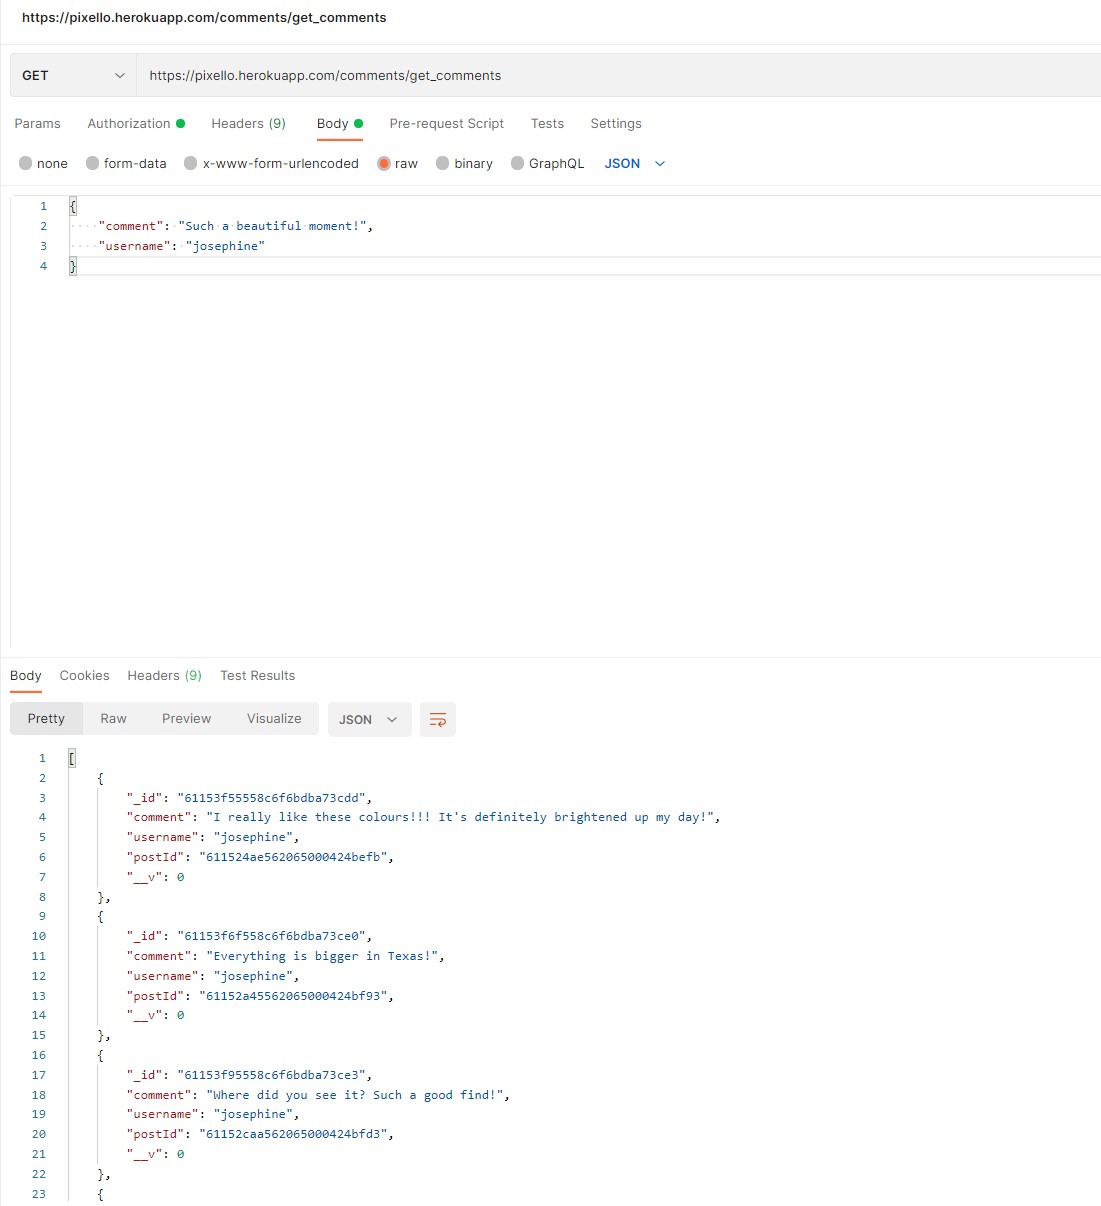 https://pixello.herokuapp.com/comments/get_comments
GET https://pixello.herokuapp.com/comments/get_comments
Params Authorization Headers (9) Body Pre-request Script Tests Settings
none form-data x-www-form-urlencoded raw binary GraphQL JSON
1 {
2 ····"comment":·"Such·a·beautiful·moment!",
3 ····"username":·"josephine"
4 }
Body Cookies Headers (9) Test Results
Pretty Raw Preview Visualize JSON
1 [
2 {
3 "_id": "61153f55558c6f6bdba73cdd",
4 "comment": "I really like these colours!!! It's definitely brightened up my day!",
5 "username": "josephine",
6 "postId": "611524ae562065000424befb",
7 "__v": 0
8 },
9 {
10 "_id": "61153f6f558c6f6bdba73ce0",
11 "comment": "Everything is bigger in Texas!",
12 "username": "josephine",
13 "postId": "61152a45562065000424bf93",
14 "__v": 0
15 },
16 {
17 "_id": "61153f95558c6f6bdba73ce3",
18 "comment": "Where did you see it? Such a good find!",
19 "username": "josephine",
20 "postId": "61152caa562065000424bfd3",
21 "__v": 0
22 },
23 {